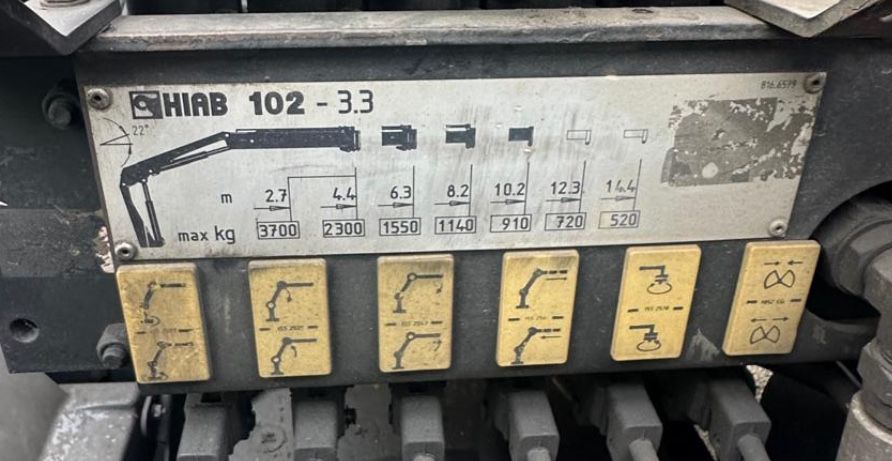 HIAB 102 - 3.3
816.6579
22°
m 2.7 4.4 6.3 8.2 10.2 12.3 14.4
max kg 3700 2300 1550 1140 910 720 520